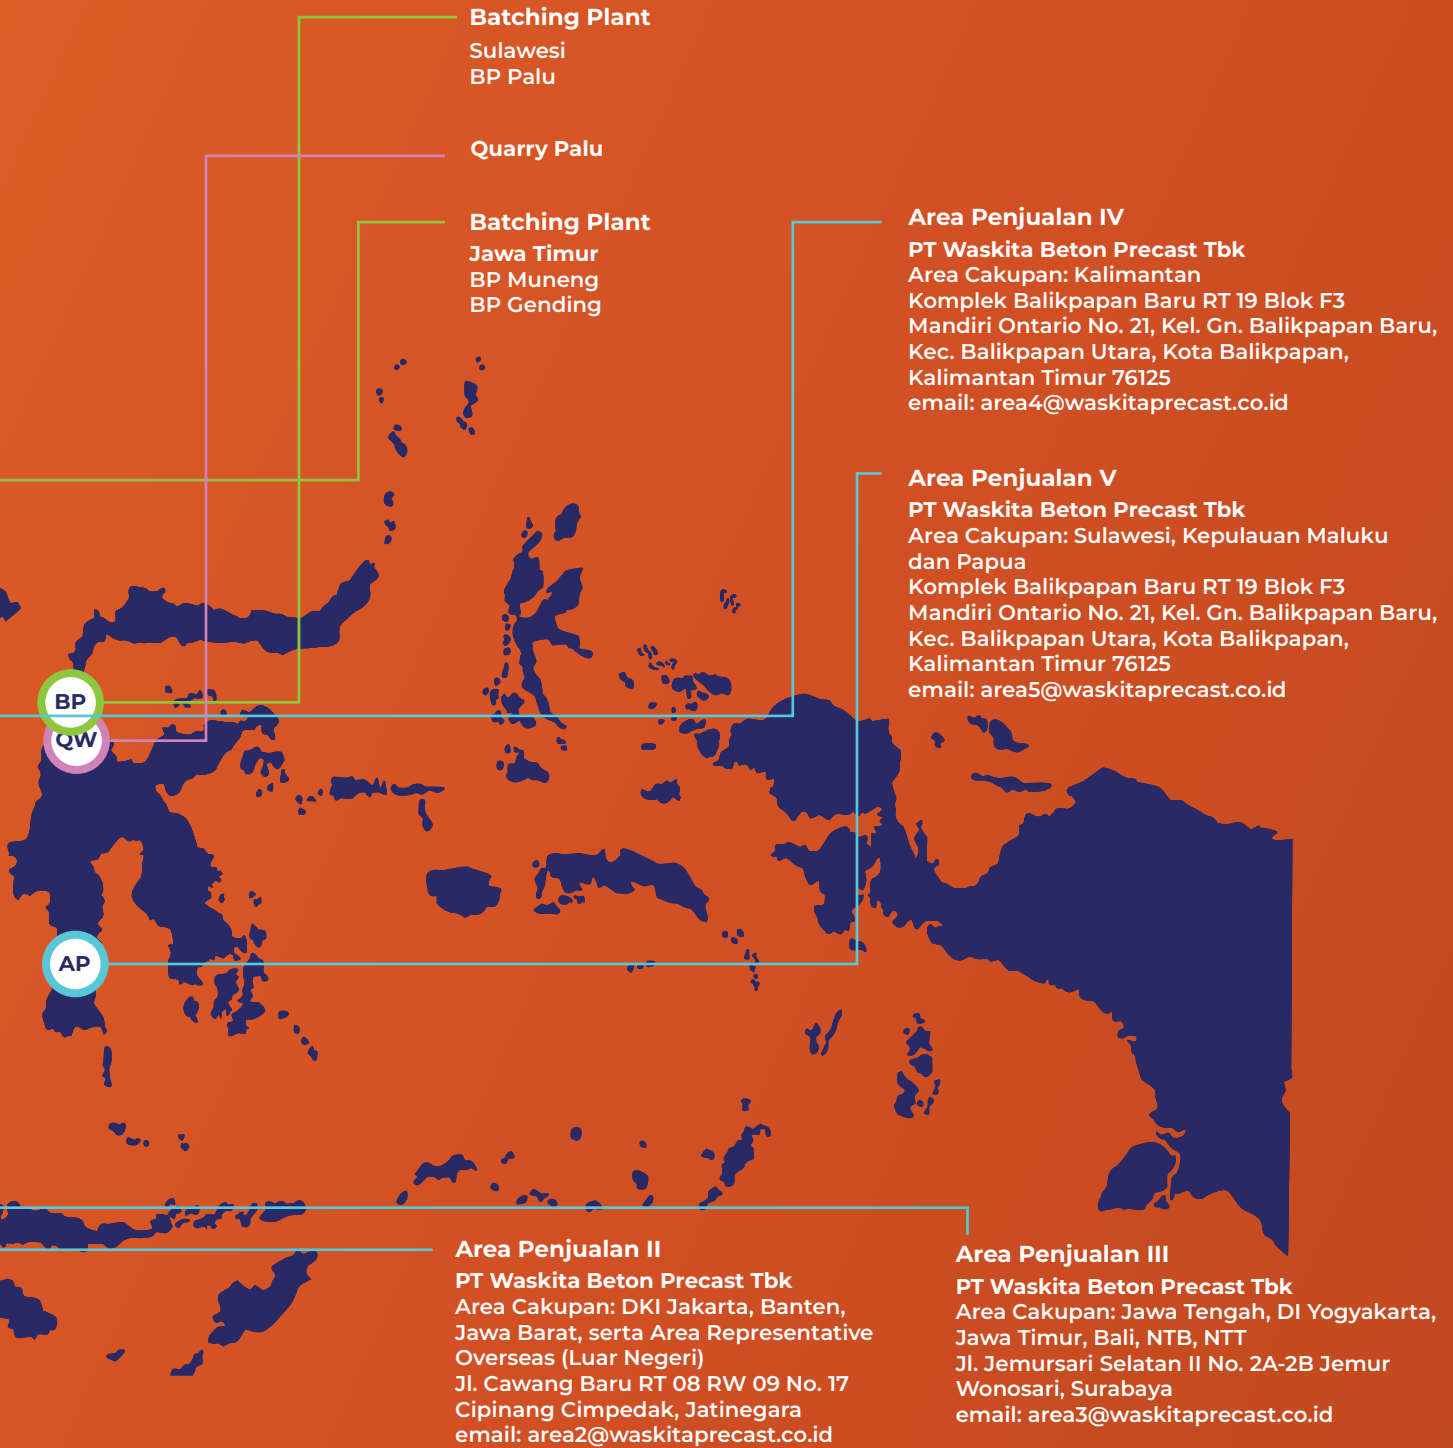 Batching Plant
Sulawesi
BP Palu
Quarry Palu
Batching Plant
Jawa Timur
BP Muneng
BP Gending
Area Penjualan IV
PT Waskita Beton Precast Tbk
Area Cakupan: Kalimantan
Komplek Balikpapan Baru RT 19 Blok F3
Mandiri Ontario No. 21, Kel. Gn. Balikpapan Baru,
Kec. Balikpapan Utara, Kota Balikpapan,
Kalimantan Timur 76125
email: area4@waskitaprecast.co.id
Area Penjualan V
PT Waskita Beton Precast Tbk
Area Cakupan: Sulawesi, Kepulauan Maluku
dan Papua
Komplek Balikpapan Baru RT 19 Blok F3
Mandiri Ontario No. 21, Kel. Gn. Balikpapan Baru,
Kec. Balikpapan Utara, Kota Balikpapan,
Kalimantan Timur 76125
email: area5@waskitaprecast.co.id
BP
QW
AP
Area Penjualan II
PT Waskita Beton Precast Tbk
Area Cakupan: DKI Jakarta, Banten,
Jawa Barat, serta Area Representative
Overseas (Luar Negeri)
Jl. Cawang Baru RT 08 RW 09 No. 17
Cipinang Cimpedak, Jatinegara
email: area2@waskitaprecast.co.id
Area Penjualan III
PT Waskita Beton Precast Tbk
Area Cakupan: Jawa Tengah, DI Yogyakarta,
Jawa Timur, Bali, NTB, NTT
Jl. Jemursari Selatan II No. 2A-2B Jemur
Wonosari, Surabaya
email: area3@waskitaprecast.co.id